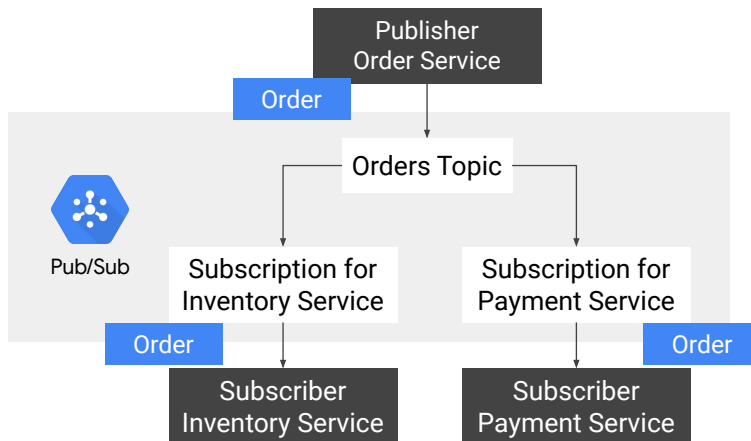 Publisher
Order Service
Order
Orders Topic
Pub/Sub
Subscription for
Inventory Service
Subscription for
Payment Service
Order
Order
Subscriber
Inventory Service
Subscriber
Payment Service